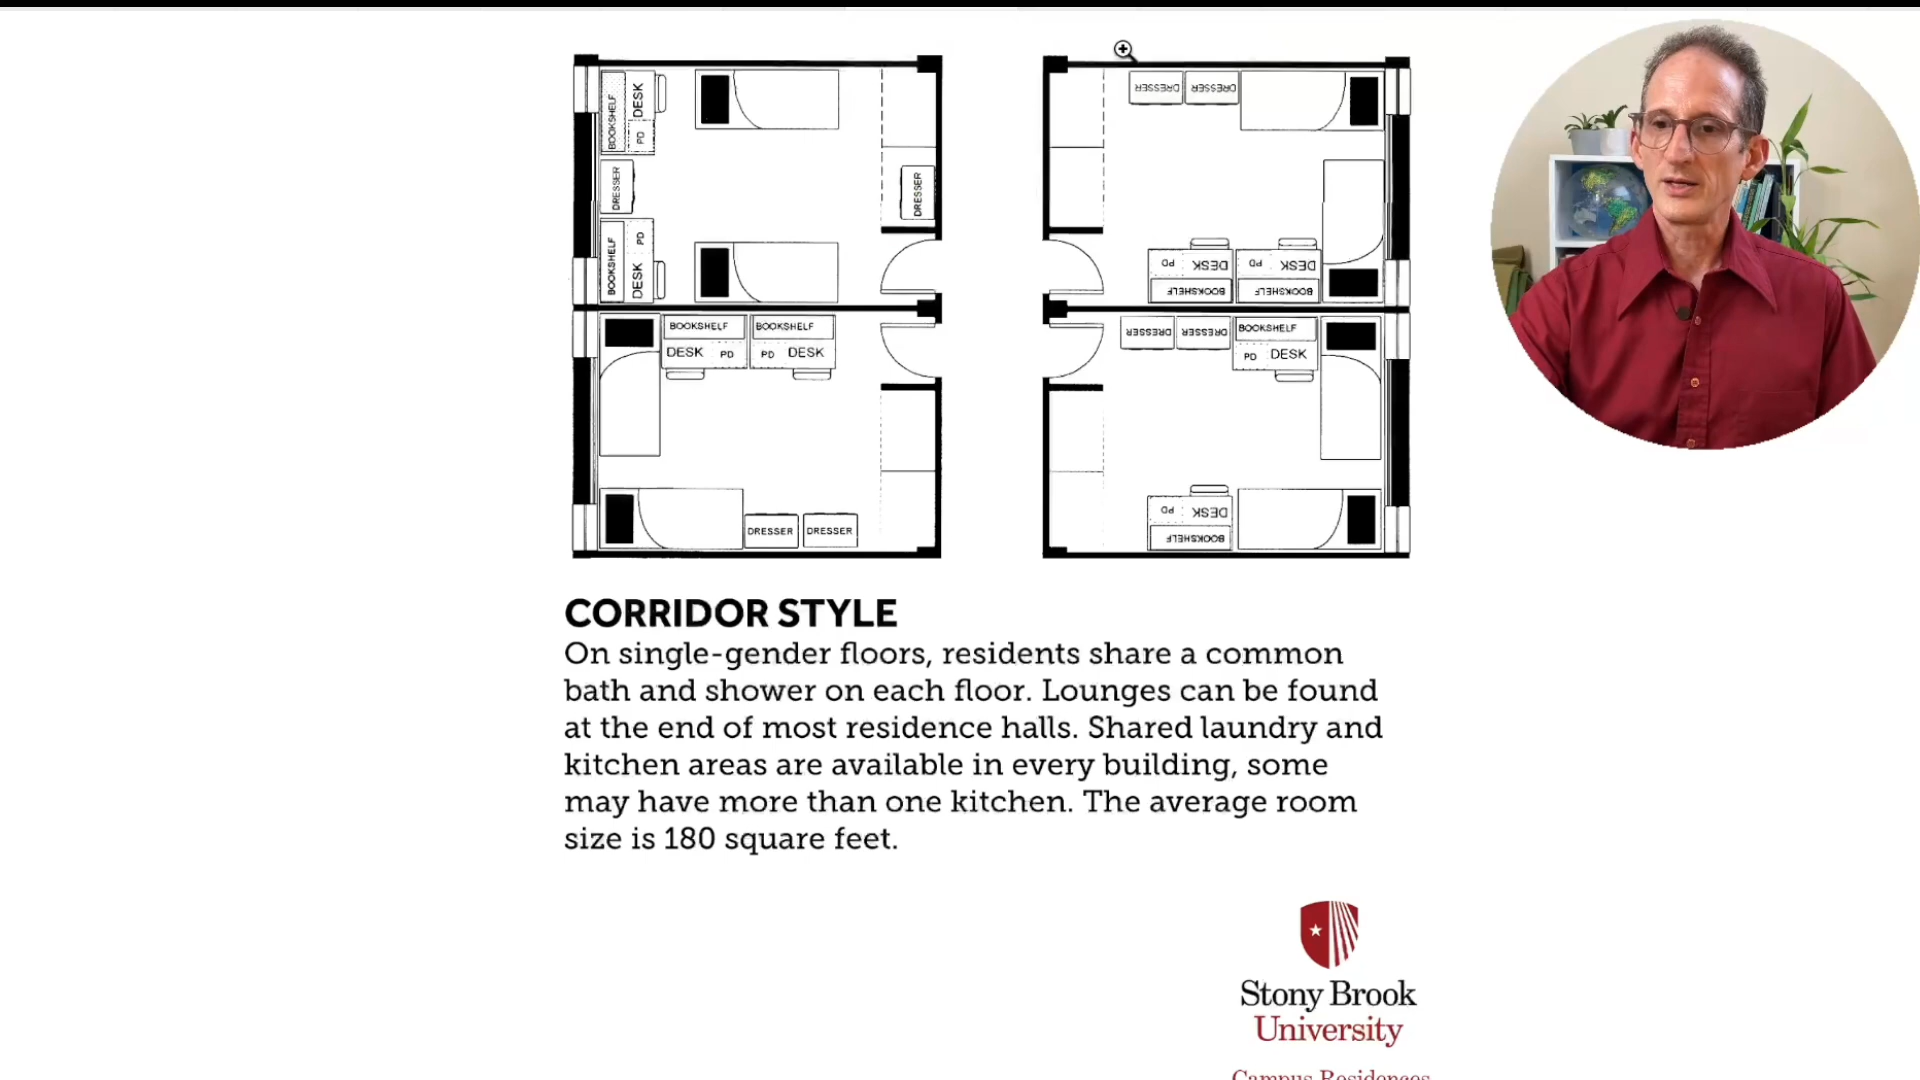 BOOKSHELF
DESK
PD
DRESSER
BOOKSHELF
PD
DESK
DRESSER
DRESSER
DRESSER
DESK
PD
BOOKSHELF
DESK
PD
BOOKSHELF
BOOKSHELF
DESK
PD
BOOKSHELF
PD
DESK
DRESSER
DRESSER
DRESSER
DRESSER
BOOKSHELF
PD
DESK
DESK
PD
BOOKSHELF
CORRIDOR STYLE
On single-gender floors, residents share a common
bath and shower on each floor. Lounges can be found
at the end of most residence halls. Shared laundry and
kitchen areas are available in every building, some
may have more than one kitchen. The average room
size is 180 square feet.
Stony Brook
University
Campus Residences